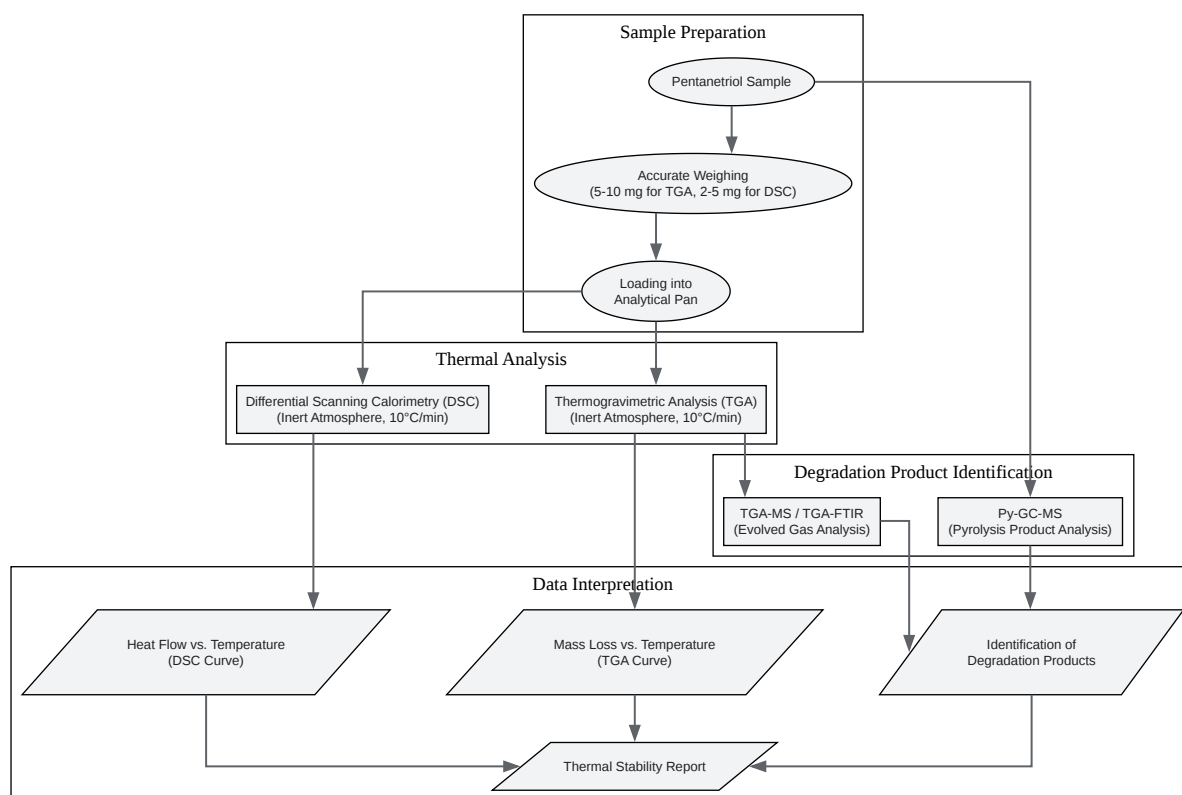 Sample Preparation
Pentanetriol Sample
Accurate Weighing
(5-10 mg for TGA, 2-5 mg for DSC)
Loading into
Analytical Pan
Thermal Analysis
Differential Scanning Calorimetry (DSC)
(Inert Atmosphere, 10°C/min)
Thermogravimetric Analysis (TGA)
(Inert Atmosphere, 10°C/min)
Degradation Product Identification
TGA-MS / TGA-FTIR
(Evolved Gas Analysis)
Py-GC-MS
(Pyrolysis Product Analysis)
Data Interpretation
Heat Flow vs. Temperature
(DSC Curve)
Mass Loss vs. Temperature
(TGA Curve)
Identification of
Degradation Products
Thermal Stability Report